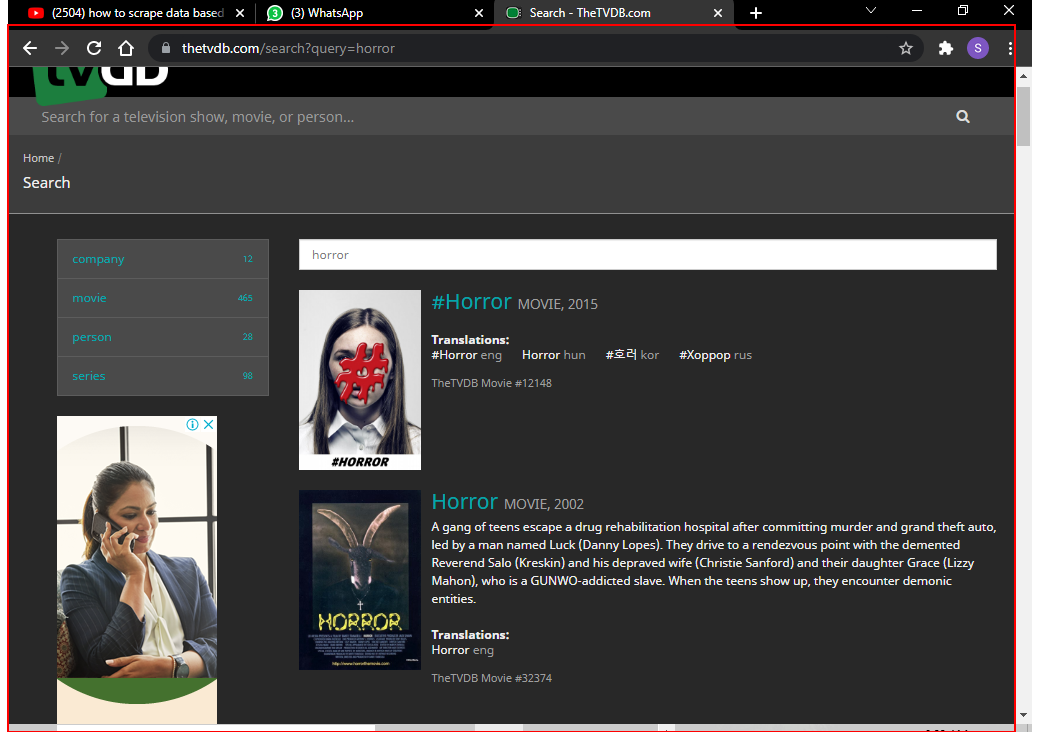 (2504) how to scrape data based
3
(3) WhatsApp
Search - TheTVDB.com
thetvdb.com/search?query=horror
S
tvDB
Search for a television show, movie, or person...
Home /
Search
company 12
movie 465
person 28
series 98
horror
#Horror MOVIE, 2015
Translations:
#Horror eng Horror hun #호러 kor #Хоррор rus
TheTVDB Movie #12148
#HORROR
Horror MOVIE, 2002
A gang of teens escape a drug rehabilitation hospital after committing murder and grand theft auto,
led by a man named Luck (Danny Lopes). They drive to a rendezvous point with the demented
Reverend Salo (Kreskin) and his depraved wife (Christie Sanford) and their daughter Grace (Lizzy
Mahon), who is a GUNWO-addicted slave. When the teens show up, they encounter demonic
entities.
Translations:
Horror eng
TheTVDB Movie #32374
HORROR